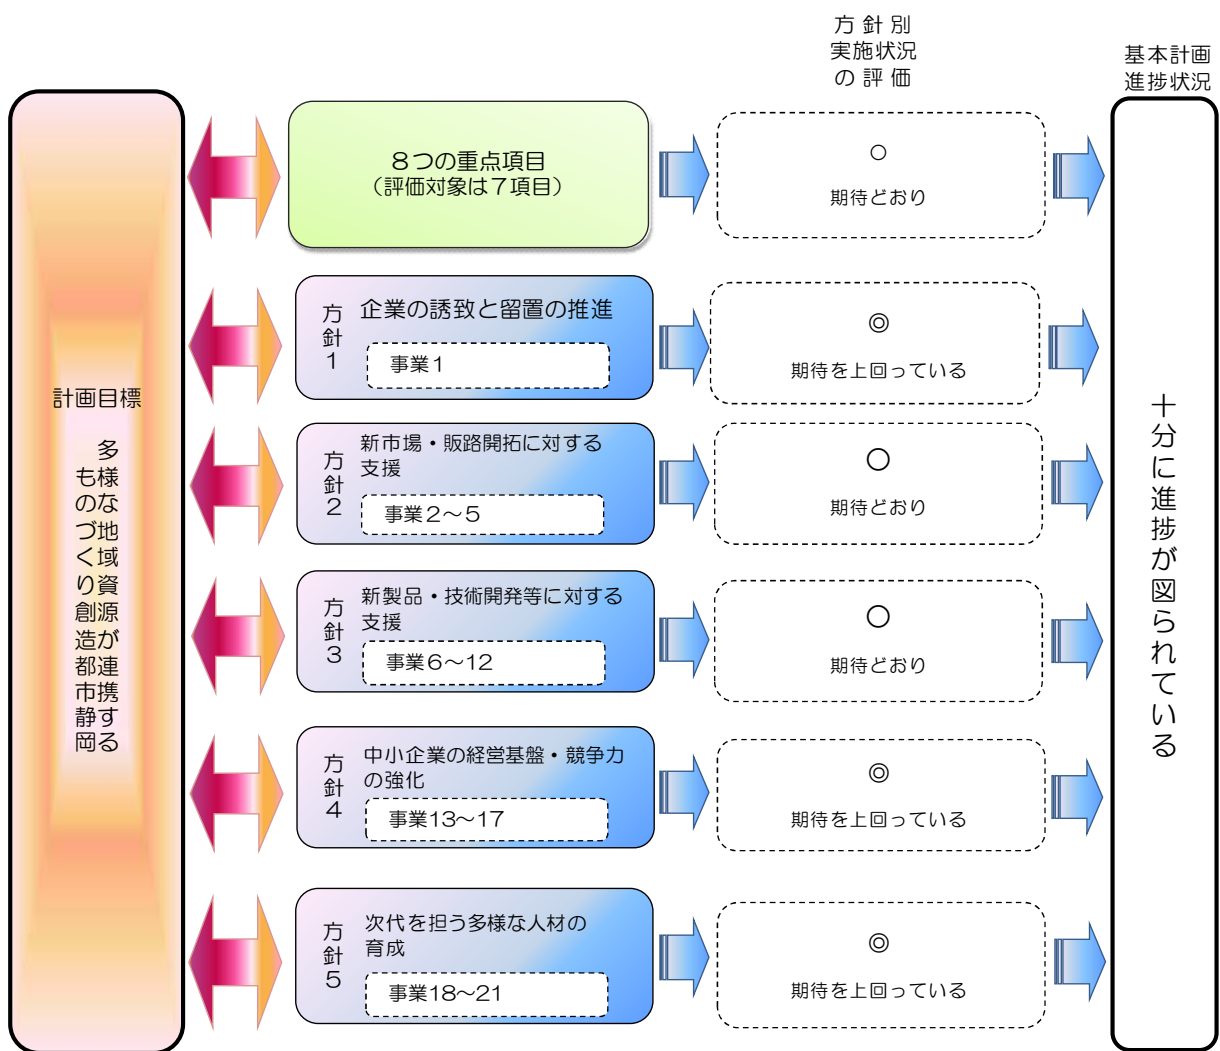 方 針 別
実施状況
の 評 価
基本計画
進捗状況
計画目標
多様な地域資源が連携する
ものづくり創造都市静岡
８つの重点項目
（評価対象は７項目）
○
期待どおり
方針１
企業の誘致と留置の推進
事業１
◎
期待を上回っている
方針２
新市場・販路開拓に対する
支援
事業２～５
○
期待どおり
方針３
新製品・技術開発等に対する
支援
事業６～12
○
期待どおり
方針４
中小企業の経営基盤・競争力
の強化
事業13～17
◎
期待を上回っている
方針５
次代を担う多様な人材の
育成
事業18～21
◎
期待を上回っている
十分に進捗が図られている